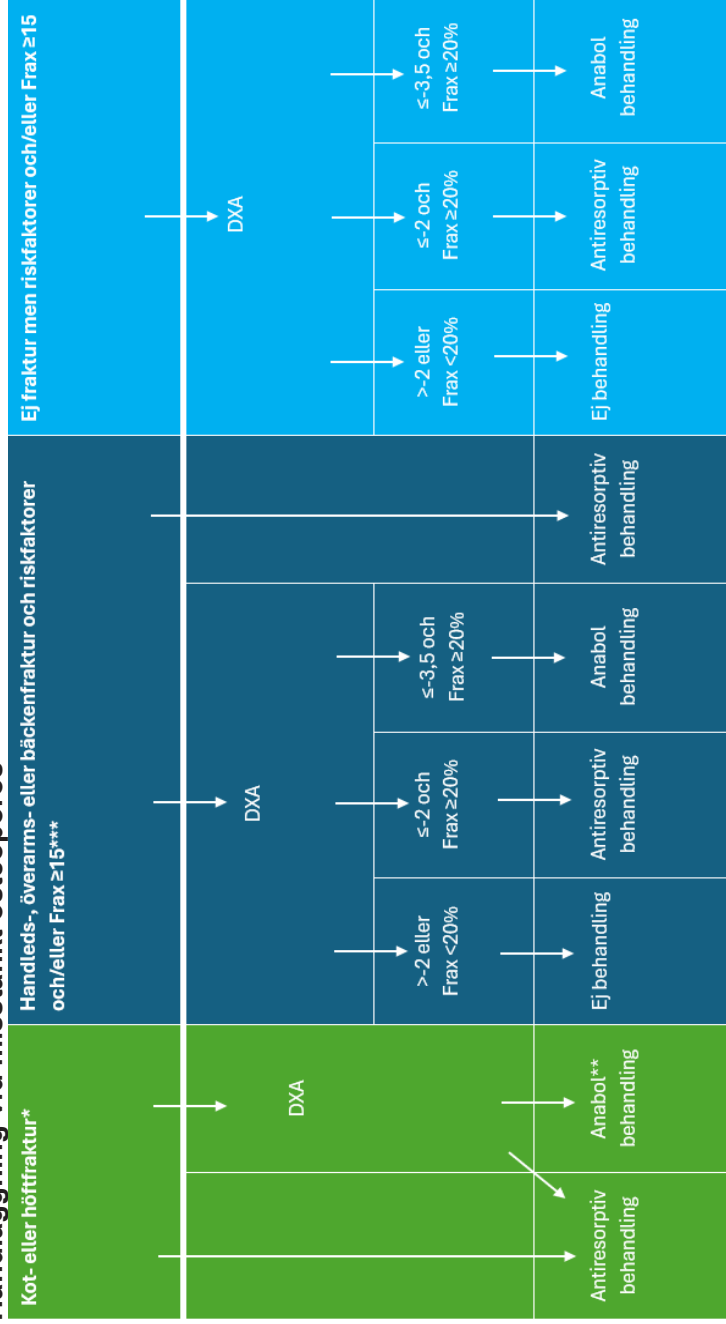 Kot- eller höftfraktur*
Antiresorptiv
behandling
DXA
Anabol**
behandling
Handleds-, överarms- eller bäckenfraktur och riskfaktorer
och/eller Frax ≥15***
DXA
>-2 eller
Frax <20%
Ej behandling
≤-2 och
Frax ≥20%
Antiresorptiv
behandling
≤-3,5 och
Frax ≥20%
Anabol
behandling
Antiresorptiv
behandling
Ej fraktur men riskfaktorer och/eller Frax ≥15
DXA
>-2 eller
Frax <20%
Ej behandling
≤-2 och
Frax ≥20%
Antiresorptiv
behandling
≤-3,5 och
Frax ≥20%
Anabol
behandling